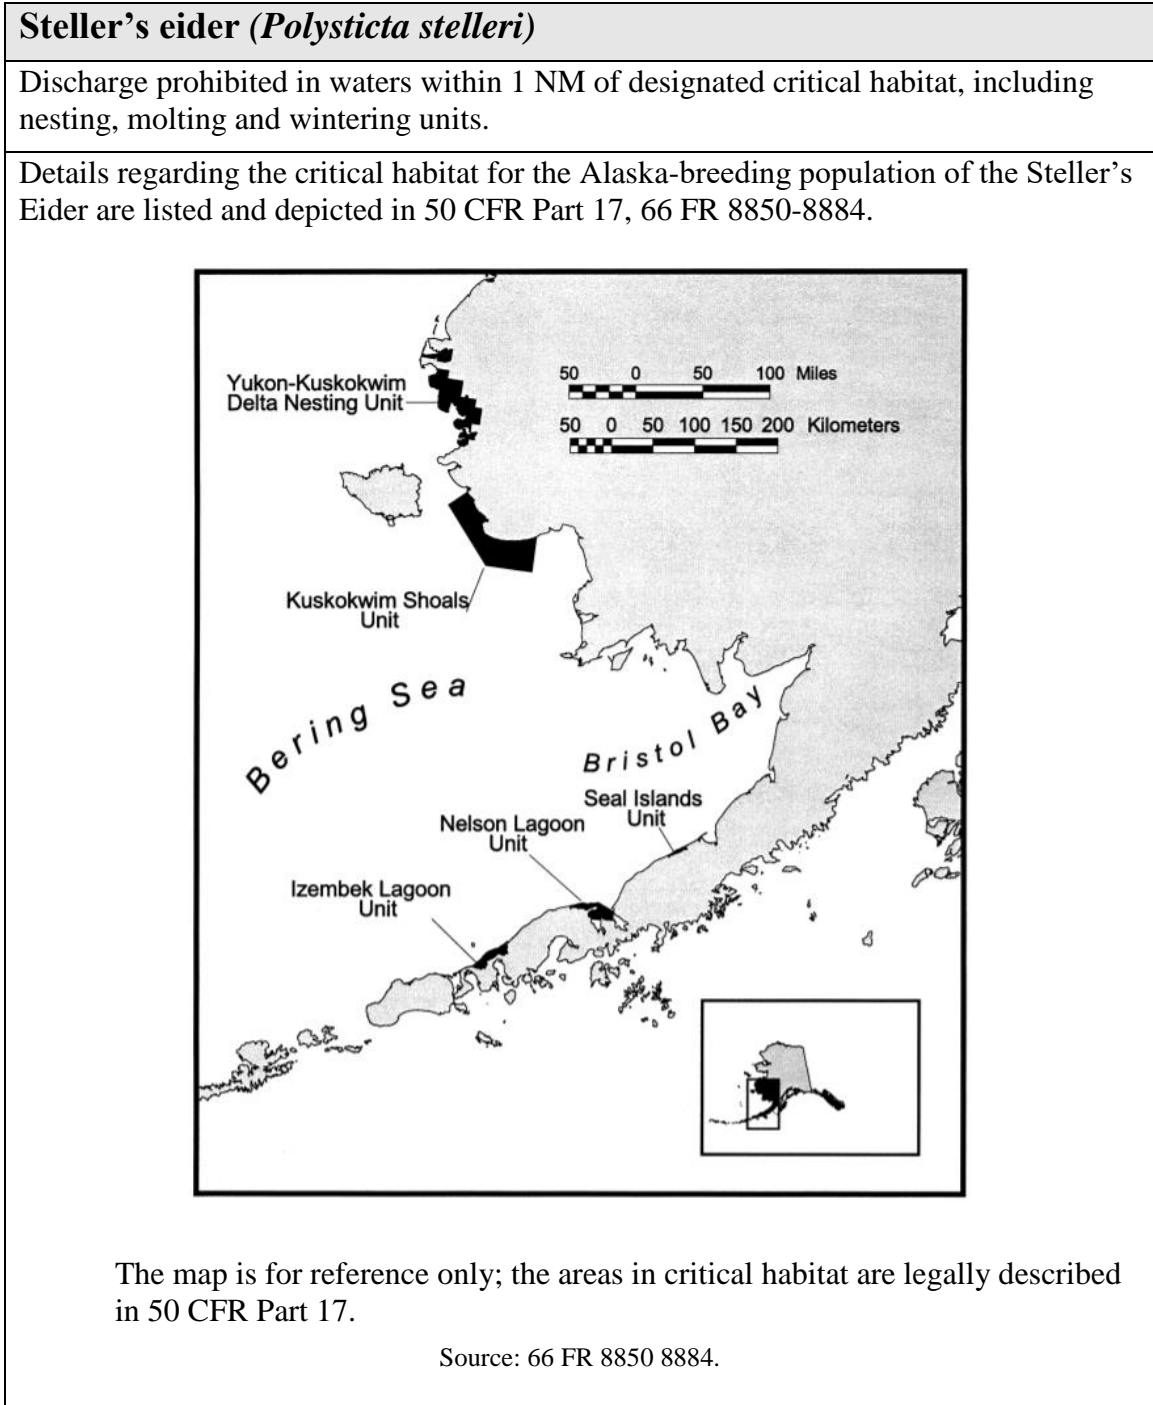 Steller’s eider (Polysticta stelleri)
Discharge prohibited in waters within 1 NM of designated critical habitat, including
nesting, molting and wintering units.
Details regarding the critical habitat for the Alaska-breeding population of the Steller’s
Eider are listed and depicted in 50 CFR Part 17, 66 FR 8850-8884.
Yukon-Kuskokwim
Delta Nesting Unit
50 0 50 100 Miles
50 0 50 100 150 200 Kilometers
Kuskokwim Shoals
Unit
Bering Sea
Bristol Bay
Seal Islands
Unit
Nelson Lagoon
Unit
Izembek Lagoon
Unit
The map is for reference only; the areas in critical habitat are legally described
in 50 CFR Part 17.
Source: 66 FR 8850 8884.